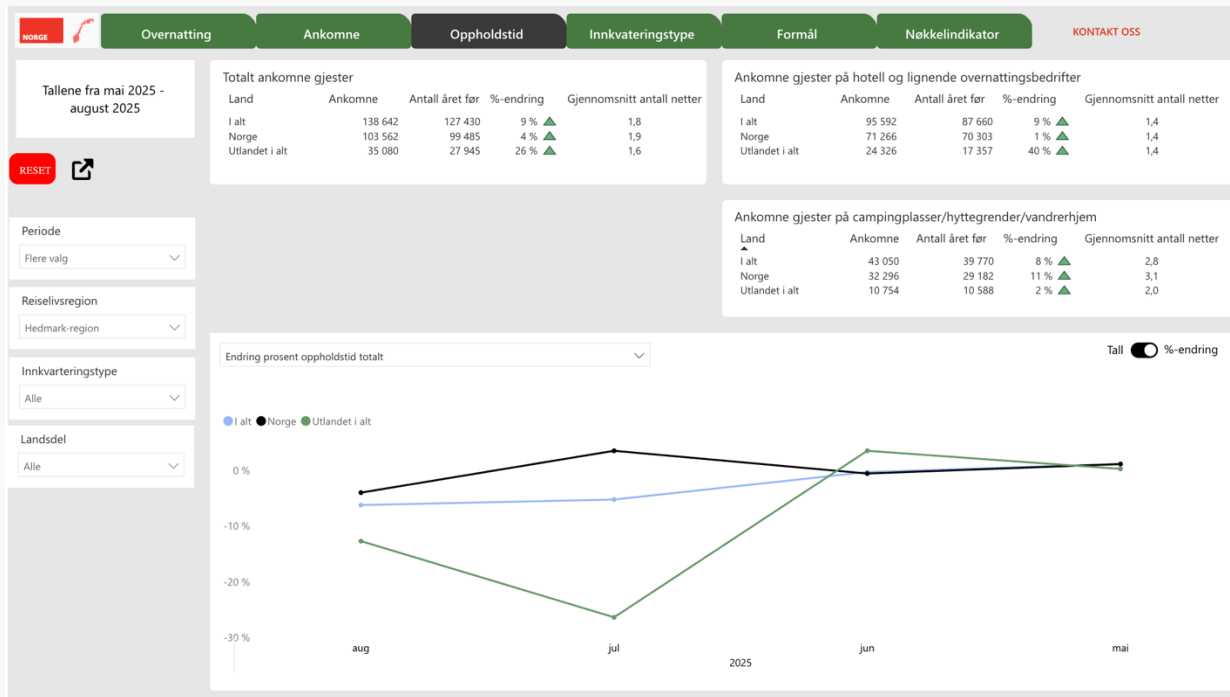 NORGE
Overnatting
Ankomne
Oppholdstid
Innkvateringstype
Formål
Nøkkelindikator
KONTAKT OSS
Tallene fra mai 2025 -
august 2025
RESET
Periode
Flere valg
Reiselivsregion
Hedmark-region
Innkvarteringstype
Alle
Landsdel
Alle
Totalt ankomne gjester
Land Ankomne Antall året før %-endring Gjennomsnitt antall netter
I alt 138 642 127 430 9 % 1,8
Norge 103 562 99 485 4 % 1,9
Utlandet i alt 35 080 27 945 26 % 1,6
Ankomne gjester på hotell og lignende overnattingsbedrifter
Land Ankomne Antall året før %-endring Gjennomsnitt antall netter
I alt 95 592 87 660 9 % 1,4
Norge 71 266 70 303 1 % 1,4
Utlandet i alt 24 326 17 357 40 % 1,4
Ankomne gjester på campingplasser/hyttegrender/vandrerhjem
Land Ankomne Antall året før %-endring Gjennomsnitt antall netter
I alt 43 050 39 770 8 % 2,8
Norge 32 296 29 182 11 % 3,1
Utlandet i alt 10 754 10 588 2 % 2,0
Endring prosent oppholdstid totalt
Tall %-endring
I alt Norge Utlandet i alt
0 %
-10 %
-20 %
-30 %
aug jul jun mai
2025